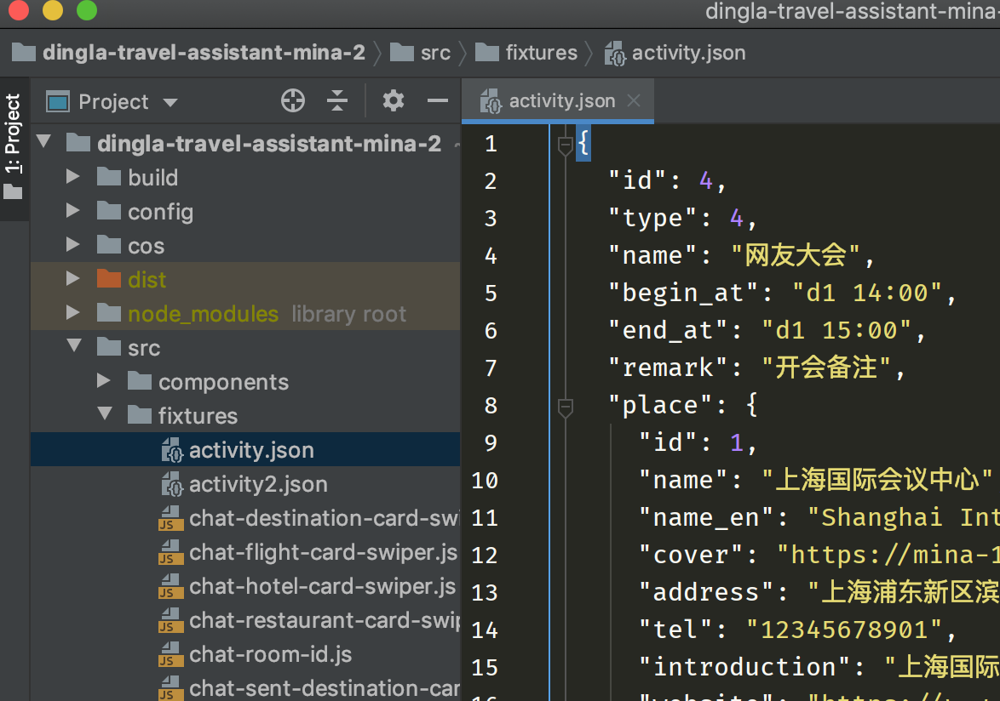 dingla-travel-assistant-mina-
dingla-travel-assistant-mina-2
src
fixtures
activity.json
1: Project
Project
dingla-travel-assistant-mina-2 ~
build
config
cos
dist
node_modules library root
src
components
fixtures
activity.json
activity2.json
chat-destination-card-swi
chat-flight-card-swiper.js
chat-hotel-card-swiper.js
chat-restaurant-card-swip
chat-room-id.js
chat-sent-destination-car
activity.json
1 {
2 "id": 4,
3 "type": 4,
4 "name": "网友大会",
5 "begin_at": "d1 14:00",
6 "end_at": "d1 15:00",
7 "remark": "开会备注",
8 "place": {
9 "id": 1,
10 "name": "上海国际会议中心"
11 "name_en": "Shanghai Int
12 "cover": "https://mina-1
13 "address": "上海浦东新区滨
14 "tel": "12345678901",
15 "introduction": "上海国际